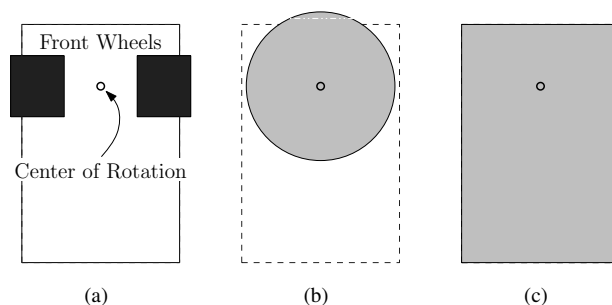 Front Wheels
Center of Rotation
(a)
(b)
(c)